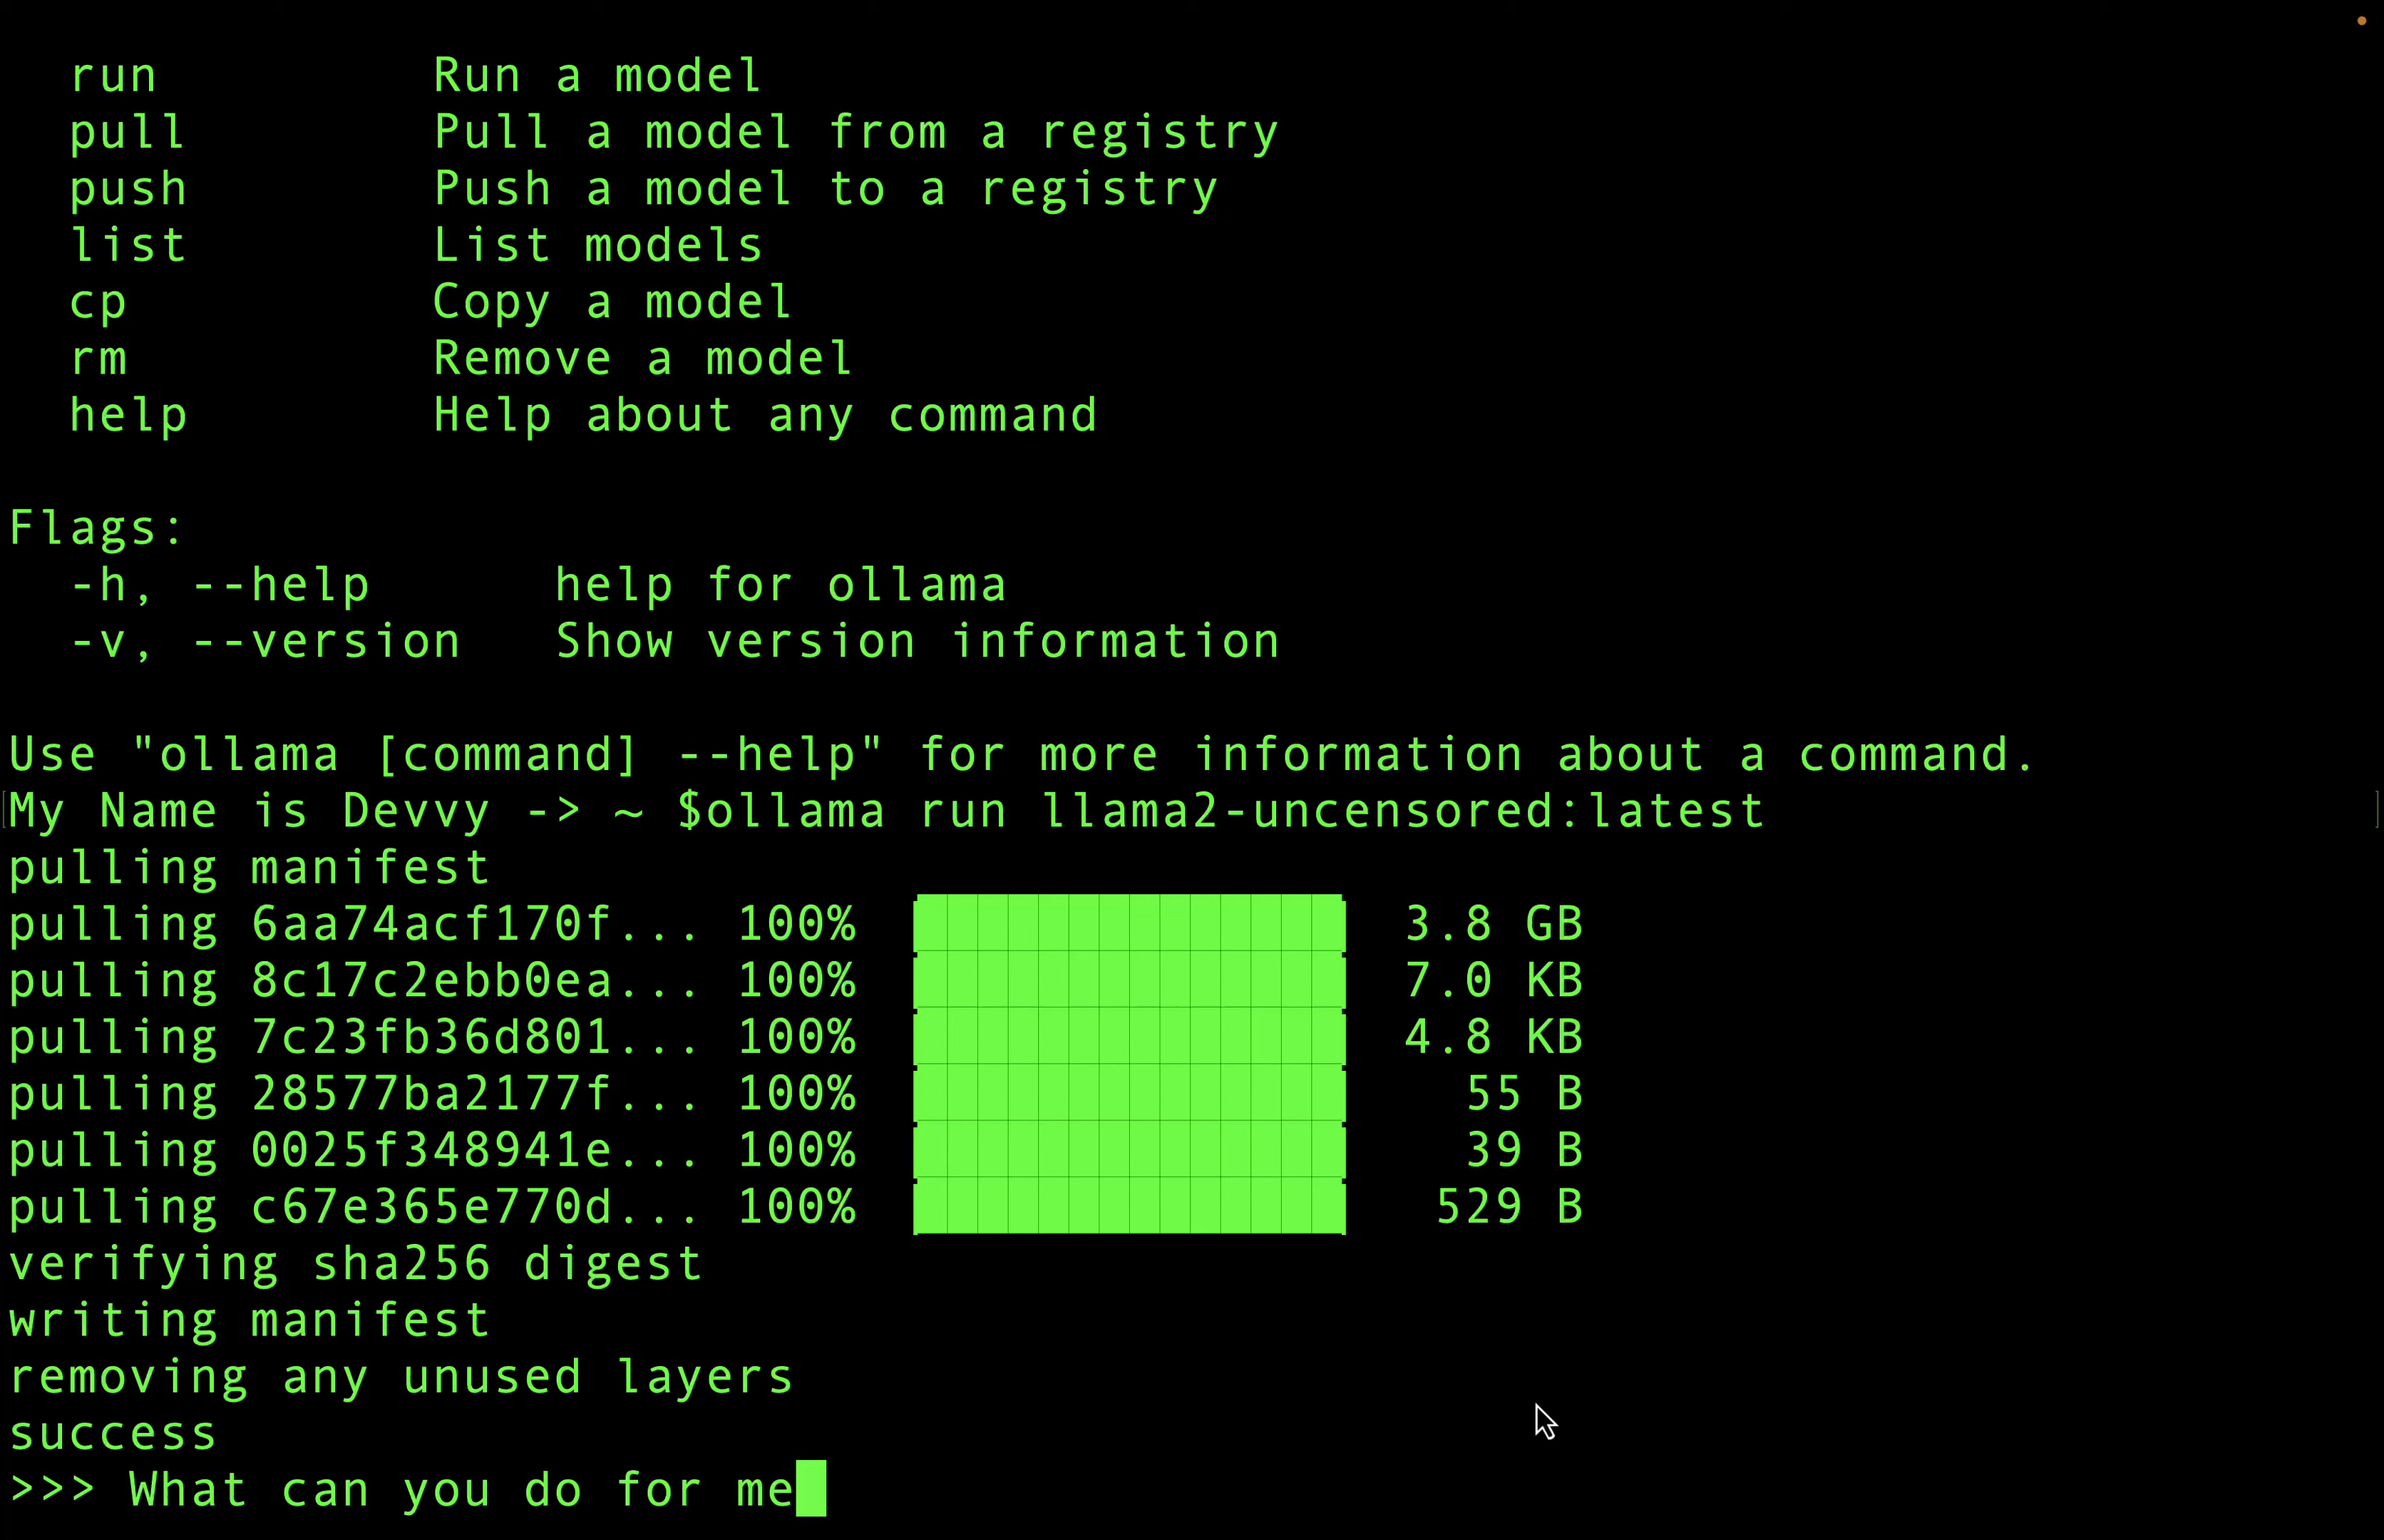 run Run a model
pull Pull a model from a registry
push Push a model to a registry
list List models
cp Copy a model
rm Remove a model
help Help about any command
Flags:
-h, --help help for ollama
-v, --version Show version information
Use "ollama [command] --help" for more information about a command.
[My Name is Devvy -> ~ $ollama run llama2-uncensored:latest ]
pulling manifest
pulling 6aa74acf170f... 100% 3.8 GB
pulling 8c17c2ebb0ea... 100% 7.0 KB
pulling 7c23fb36d801... 100% 4.8 KB
pulling 28577ba2177f... 100% 55 B
pulling 0025f348941e... 100% 39 B
pulling c67e365e770d... 100% 529 B
verifying sha256 digest
writing manifest
removing any unused layers
success
>>> What can you do for me